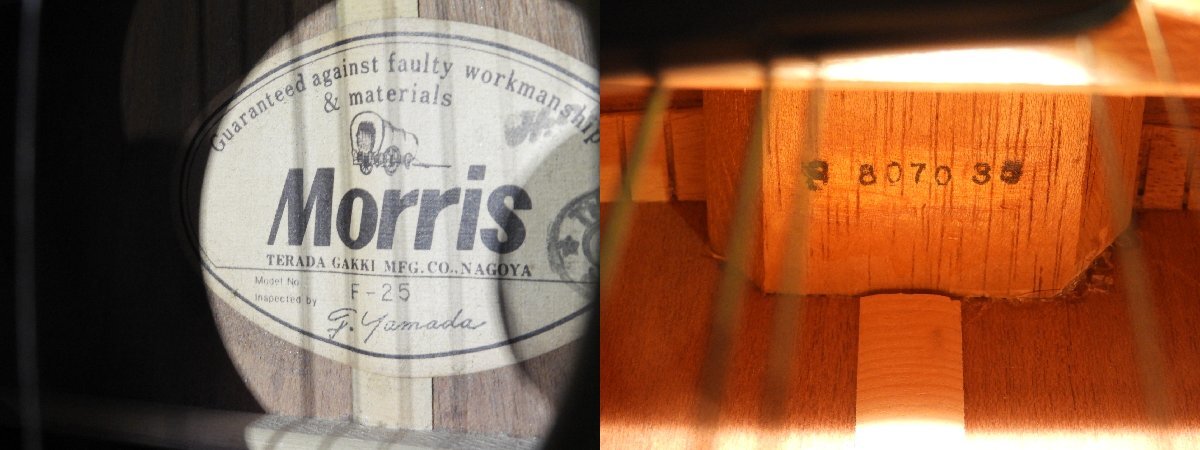 Guaranteed against faulty workmanship
& materials
Morris
TERADA GAKKI MFG. CO., NAGOYA
Model No. F-25
Inspected by F. Yamada
8070 35